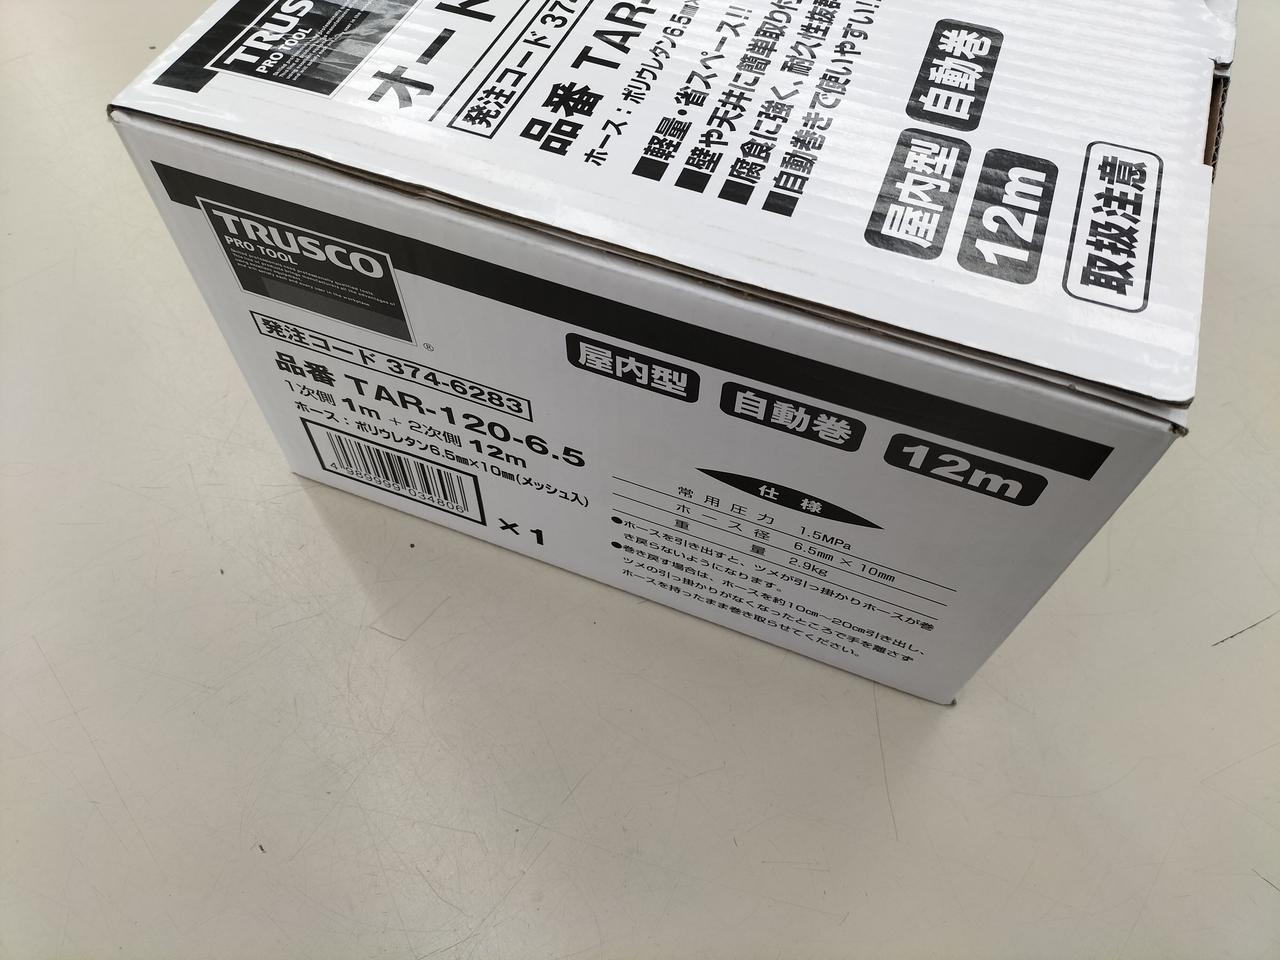 TRUS
PRO TOOL
オート
発注コード 37
品番 TAR-
ホース：ポリウレタン6.5㎜×
■軽量・省スペース!!
■壁や天井に簡単取り付
■腐食に強く、耐久性抜群
■自動巻きで使いやすい!!
屋内型
自動巻
12m
取扱注意
TRUSCO
PRO TOOL
®
発注コード 374-6283
品番 TAR-120-6.5
1次側 1m + 2次側 12m
ホース：ポリウレタン6.5㎜×10㎜(メッシュ入)
4 989999 034806
×1
屋内型
自動巻
12m
仕様
常用圧力 1.5MPa
ホース径 6.5mm × 10mm
重量 2.9kg
●ホースを引き出すと、ツメが引っ掛かりホースが巻
き戻らないようになります。
●巻き戻す場合は、ホースを約10cm～20cm引き出し、
ツメの引っ掛かりがなくなったところで手を離さず
ホースを持ったまま巻き取らせてください。